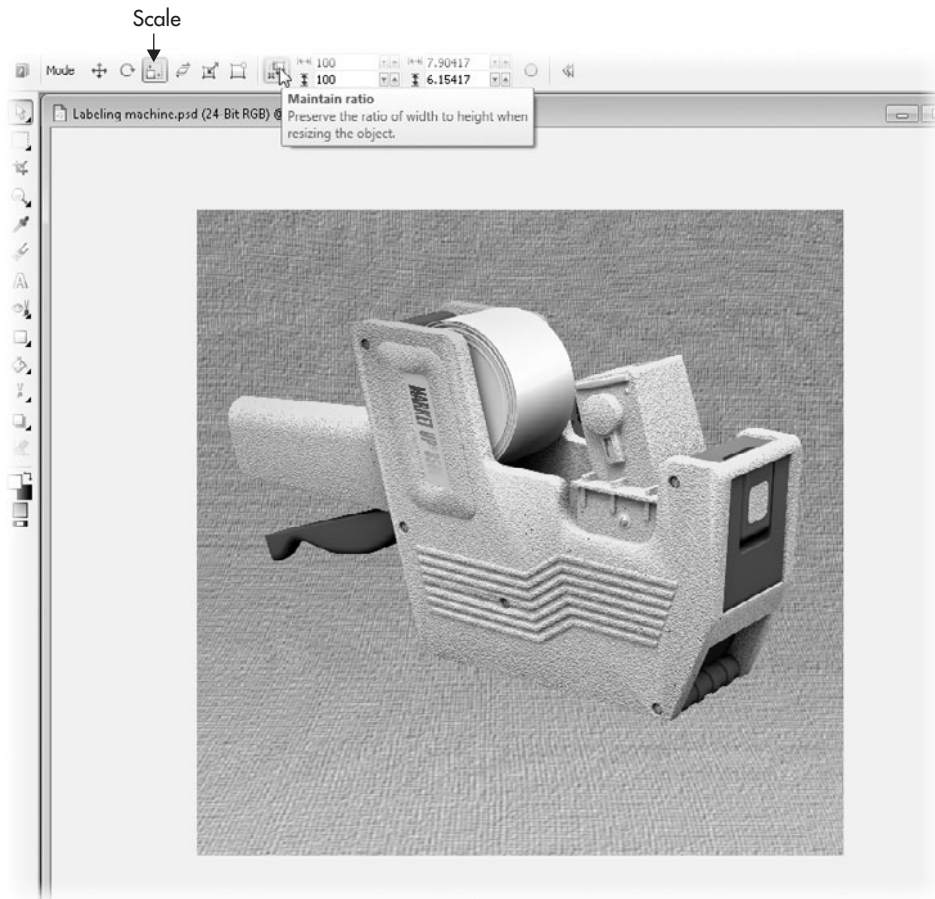 Scale
Mode 100 7.90417
100 6.15417
Maintain ratio
Preserve the ratio of width to height when
resizing the object.
Labeling machine.psd (24-Bit RGB) @
MARKET UP